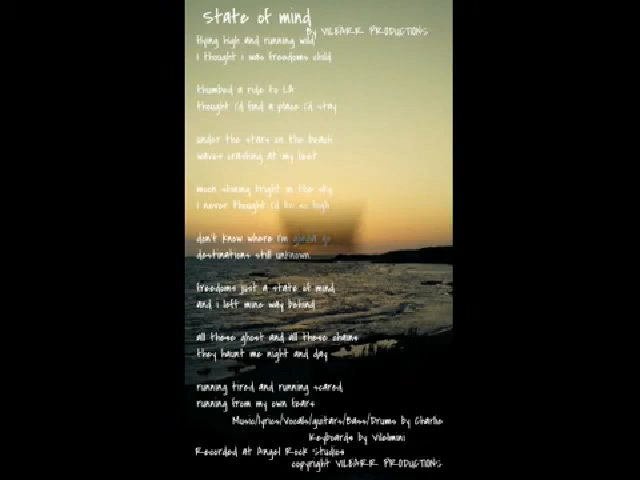 State of mind
By VILEARR PRODUCTIONS
flying high and running wild,
I thought i was freedoms child
thumbed a ride to LA
thought i'd find a place i'd stay
under the stars on the beach
waves crashing at my feet
moon shining bright in the sky
I never thought i'd be so high
don't know where i'm gonna go
destinations still unknown
freedoms just a state of mind,
and i left mine way behind
all these ghost and all these chains
they haunt me night and day
running tired, and running scared,
running from my own fears
Music/lyrics/Vocals/guitars/Bass/Drums by Charlie
Keyboards by
Recorded at Angel Rock Studios
copyright VILEARR PRODUCTIONS